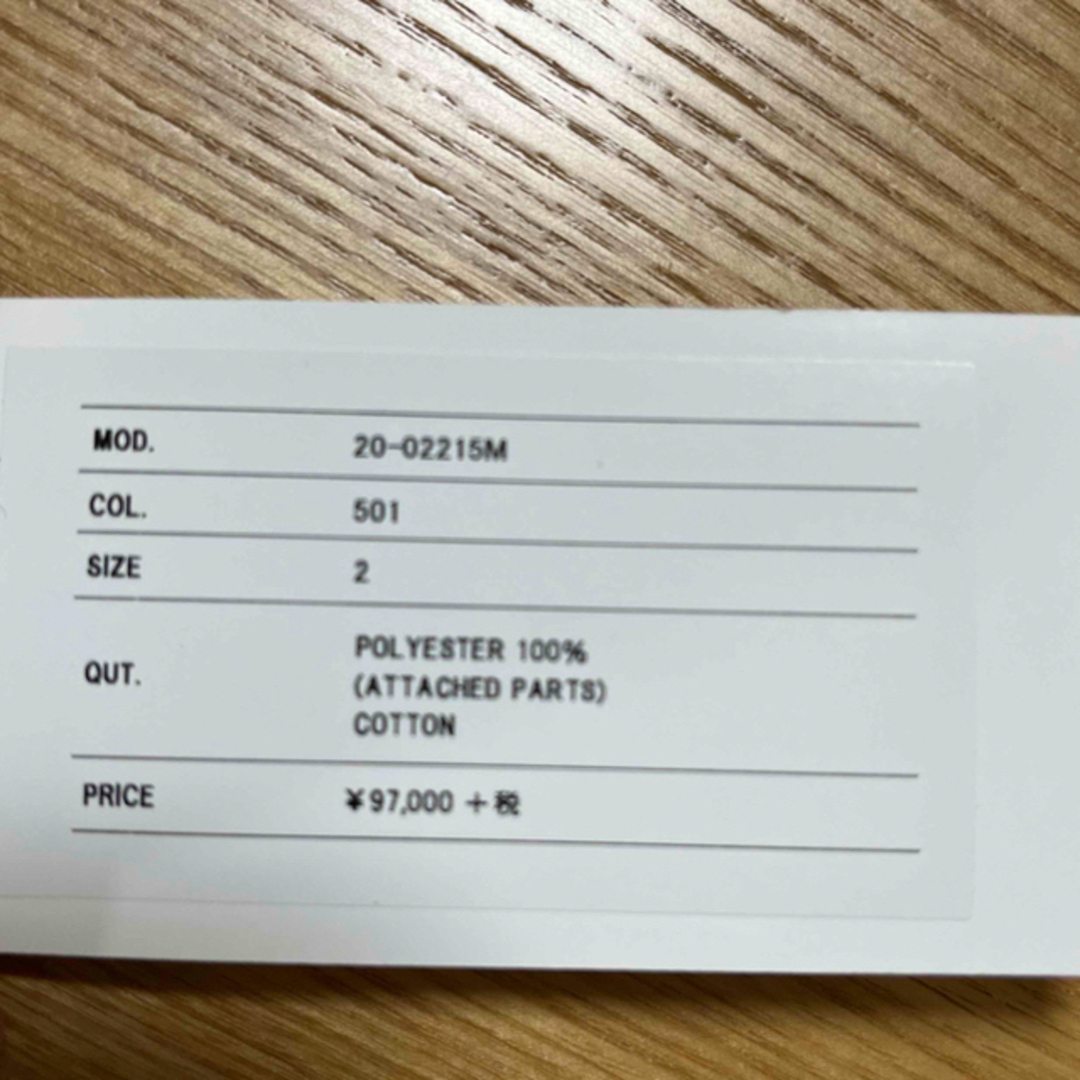 MOD. 20-02215M
COL. 501
SIZE 2
QUT. POLYESTER 100%
(ATTACHED PARTS)
COTTON
PRICE ¥97,000 +税